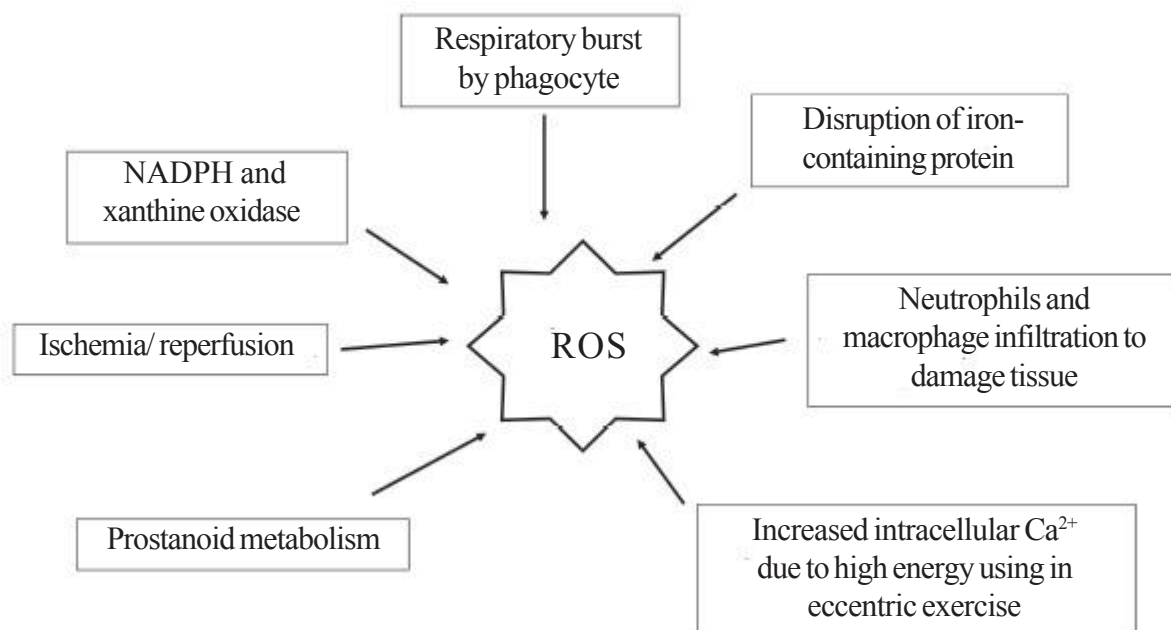 Respiratory burst
by phagocyte
Disruption of iron-
containing protein
NADPH and
xanthine oxidase
Neutrophils and
macrophage infiltration to
damage tissue
Ischemia/ reperfusion
ROS
Prostanoid metabolism
Increased intracellular Ca²⁺
due to high energy using in
eccentric exercise